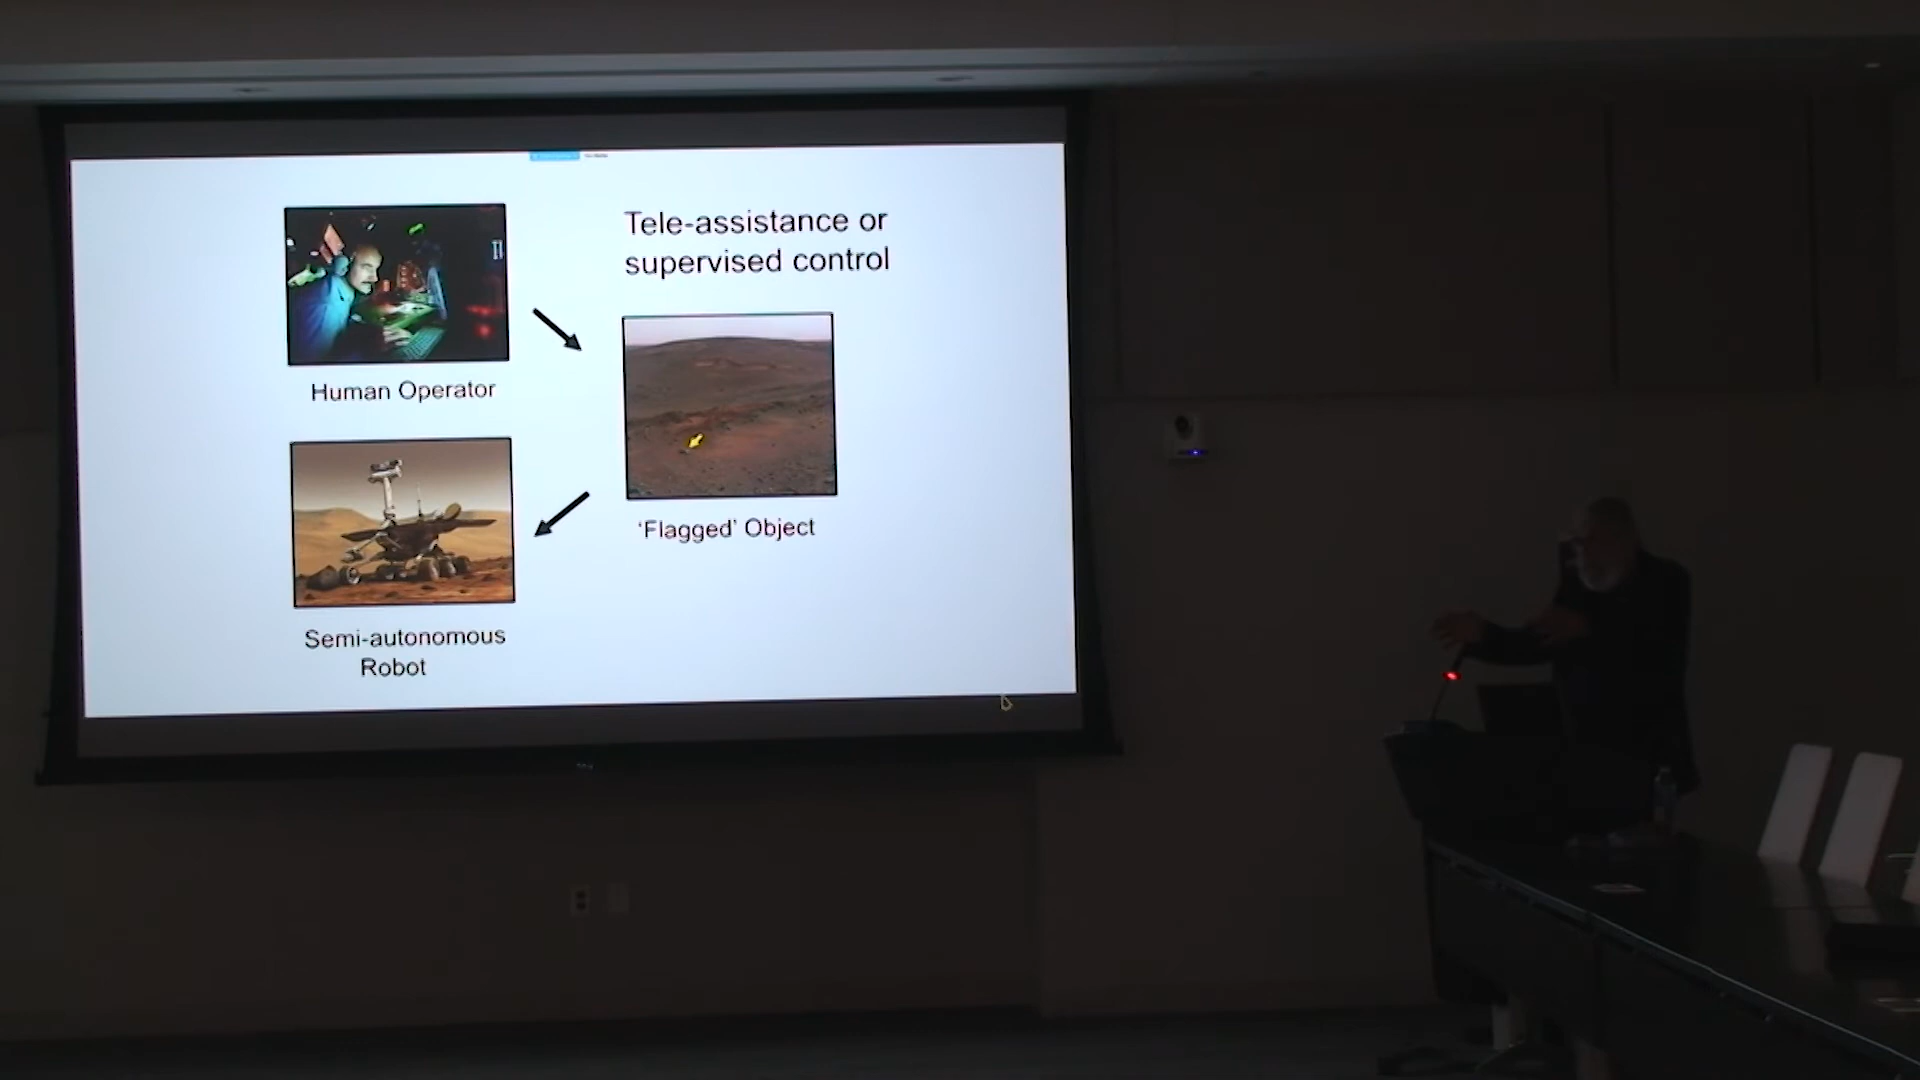 Tele-assistance or
supervised control
Human Operator
'Flagged' Object
Semi-autonomous
Robot